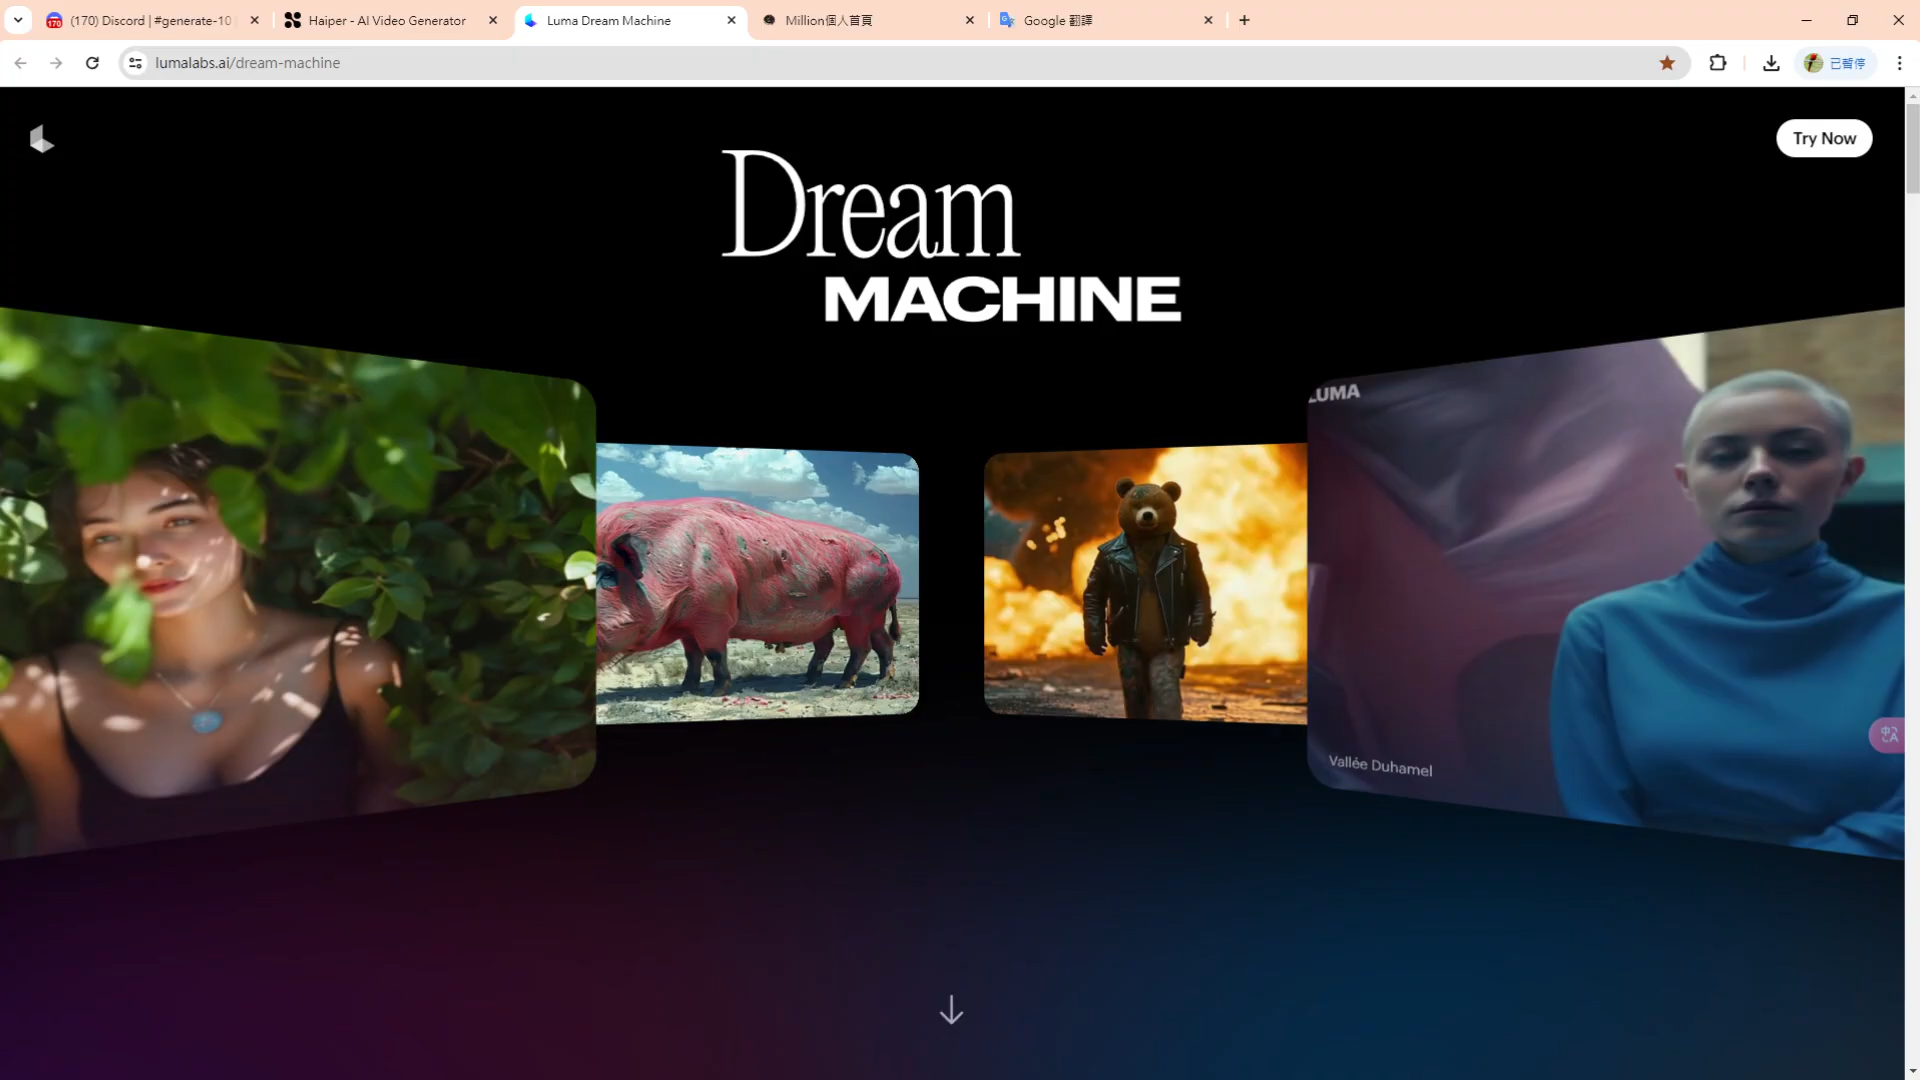 (170) Discord | #generate-10
Haiper - AI Video Generator
Luma Dream Machine
Million個人首頁
Google 翻譯
lumalabs.ai/dream-machine
已暫停
Try Now
Dream
MACHINE
LUMA
Vallée Duhamel